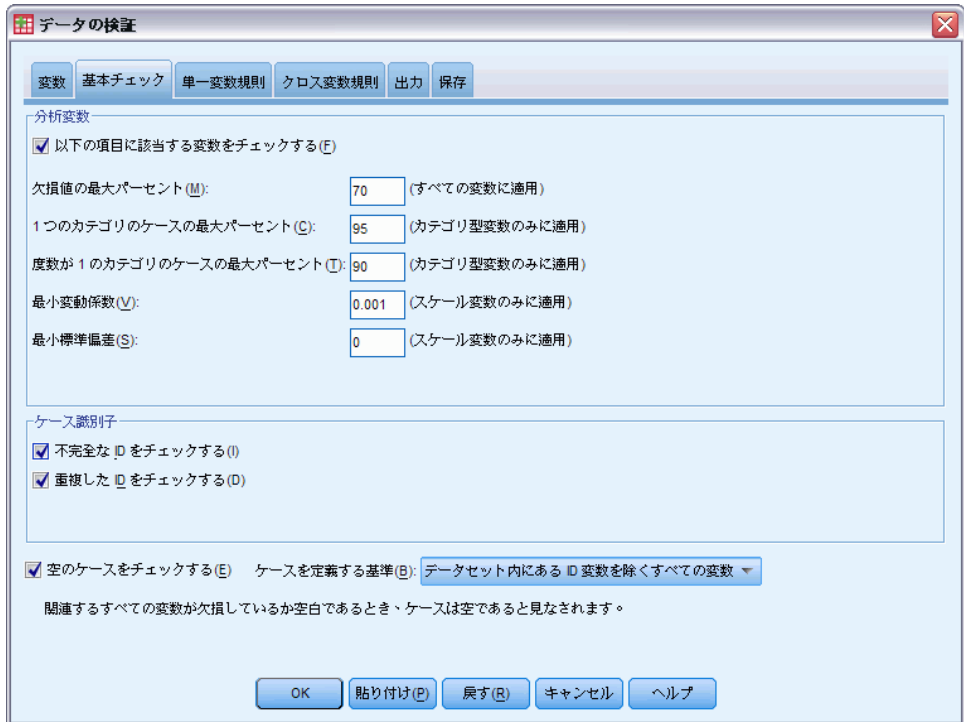 データの検証
変数 基本チェック 単一変数規則 クロス変数規則 出力 保存
分析変数
以下の項目に該当する変数をチェックする(F)
欠損値の最大パーセント(M): 70 (すべての変数に適用)
1つのカテゴリのケースの最大パーセント(C): 95 (カテゴリ型変数のみに適用)
度数が1のカテゴリのケースの最大パーセント(T): 90 (カテゴリ型変数のみに適用)
最小変動係数(V): 0.001 (スケール変数のみに適用)
最小標準偏差(S): 0 (スケール変数のみに適用)
ケース識別子
不完全な ID をチェックする(I)
重複した ID をチェックする(D)
空のケースをチェックする(E) ケースを定義する基準(B): データセット内にある ID 変数を除くすべての変数
関連するすべての変数が欠損しているか空白であるとき、ケースは空であると見なされます。
OK 貼り付け(P) 戻す(R) キャンセル ヘルプ